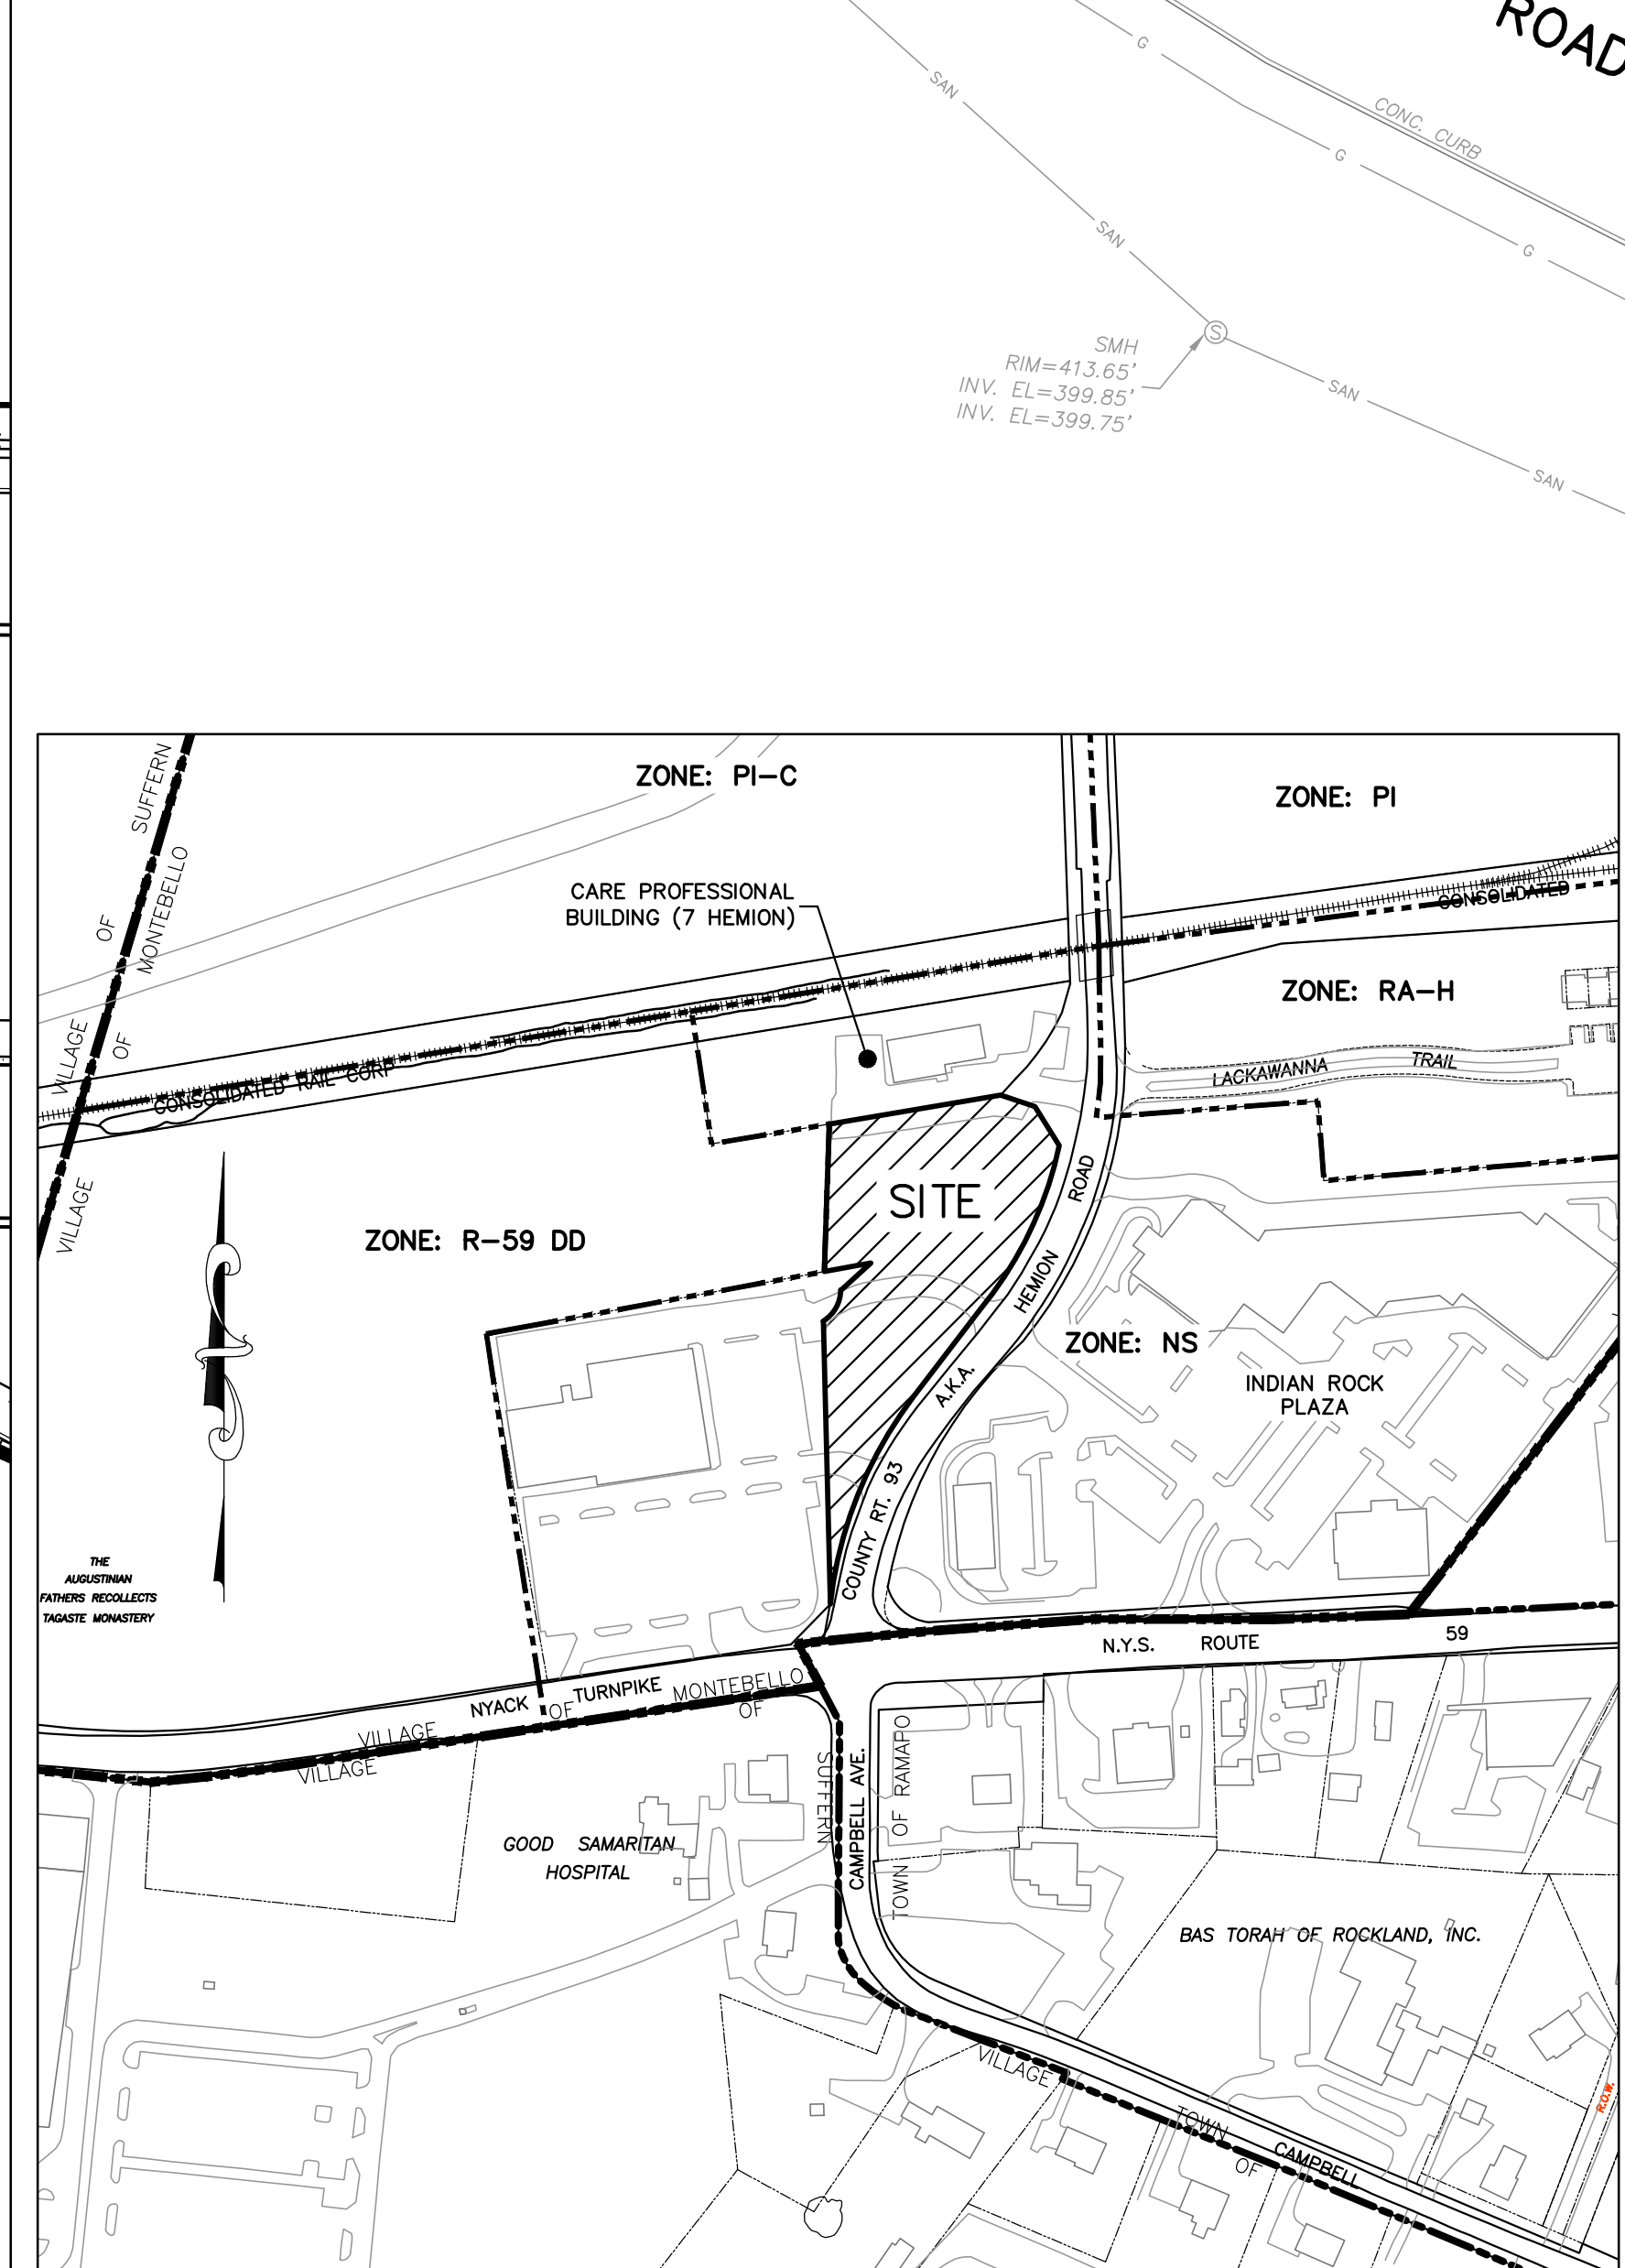 ROAD
G
SAN
CONC. CURB
G
SAN
G
SMH
RIM=413.65'
INV. EL=399.85'
INV. EL=399.75'
S
SAN
SAN
SUFFERN
ZONE: PI-C
ZONE: PI
MONTEBELLO
OF
CARE PROFESSIONAL
BUILDING (7 HEMION)
CONSOLIDATED
ZONE: RA-H
VILLAGE
OF
CONSOLIDATED RAIL CORP
LACKAWANNA TRAIL
VILLAGE
SITE
ROAD
ZONE: R-59 DD
HEMION
ZONE: NS
INDIAN ROCK
PLAZA
A.K.A.
COUNTY RT. 93
THE
AUGUSTINIAN
FATHERS RECOLLECTS
TAGASTE MONASTERY
N.Y.S. ROUTE 59
NYACK TURNPIKE
VILLAGE OF MONTEBELLO
VILLAGE OF SUFFERN
CAMPBELL AVE.
TOWN OF RAMAPO
GOOD SAMARITAN
HOSPITAL
BAS TORAH OF ROCKLAND, INC.
VILLAGE
TOWN
OF
CAMPBELL
R.O.W.